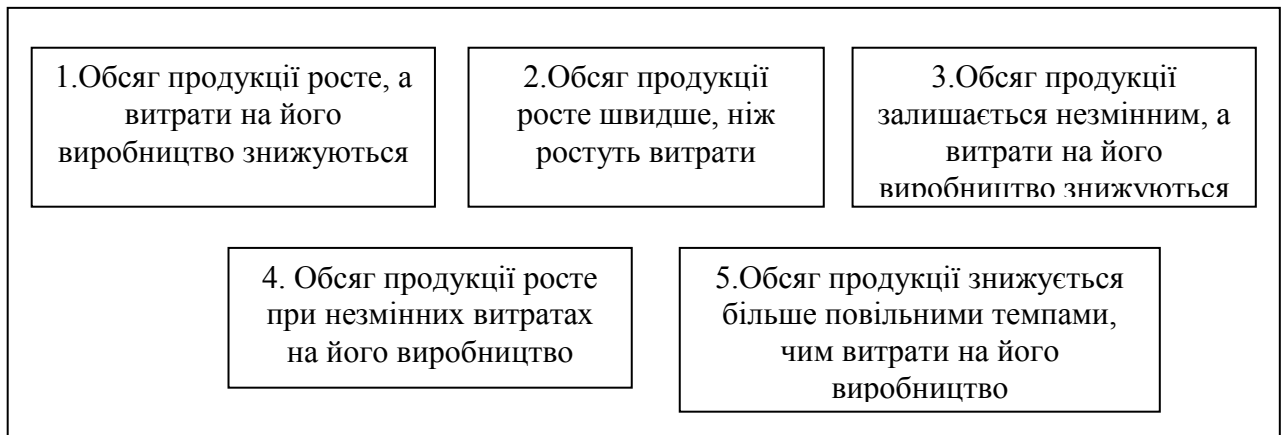 1.Обсяг продукції росте, а
витрати на його
виробництво знижуються
2.Обсяг продукції
росте швидше, ніж
ростуть витрати
3.Обсяг продукції
залишається незмінним, а
витрати на його
виробництво знижуються
4. Обсяг продукції росте
при незмінних витратах
на його виробництво
5.Обсяг продукції знижується
більше повільними темпами,
чим витрати на його
виробництво